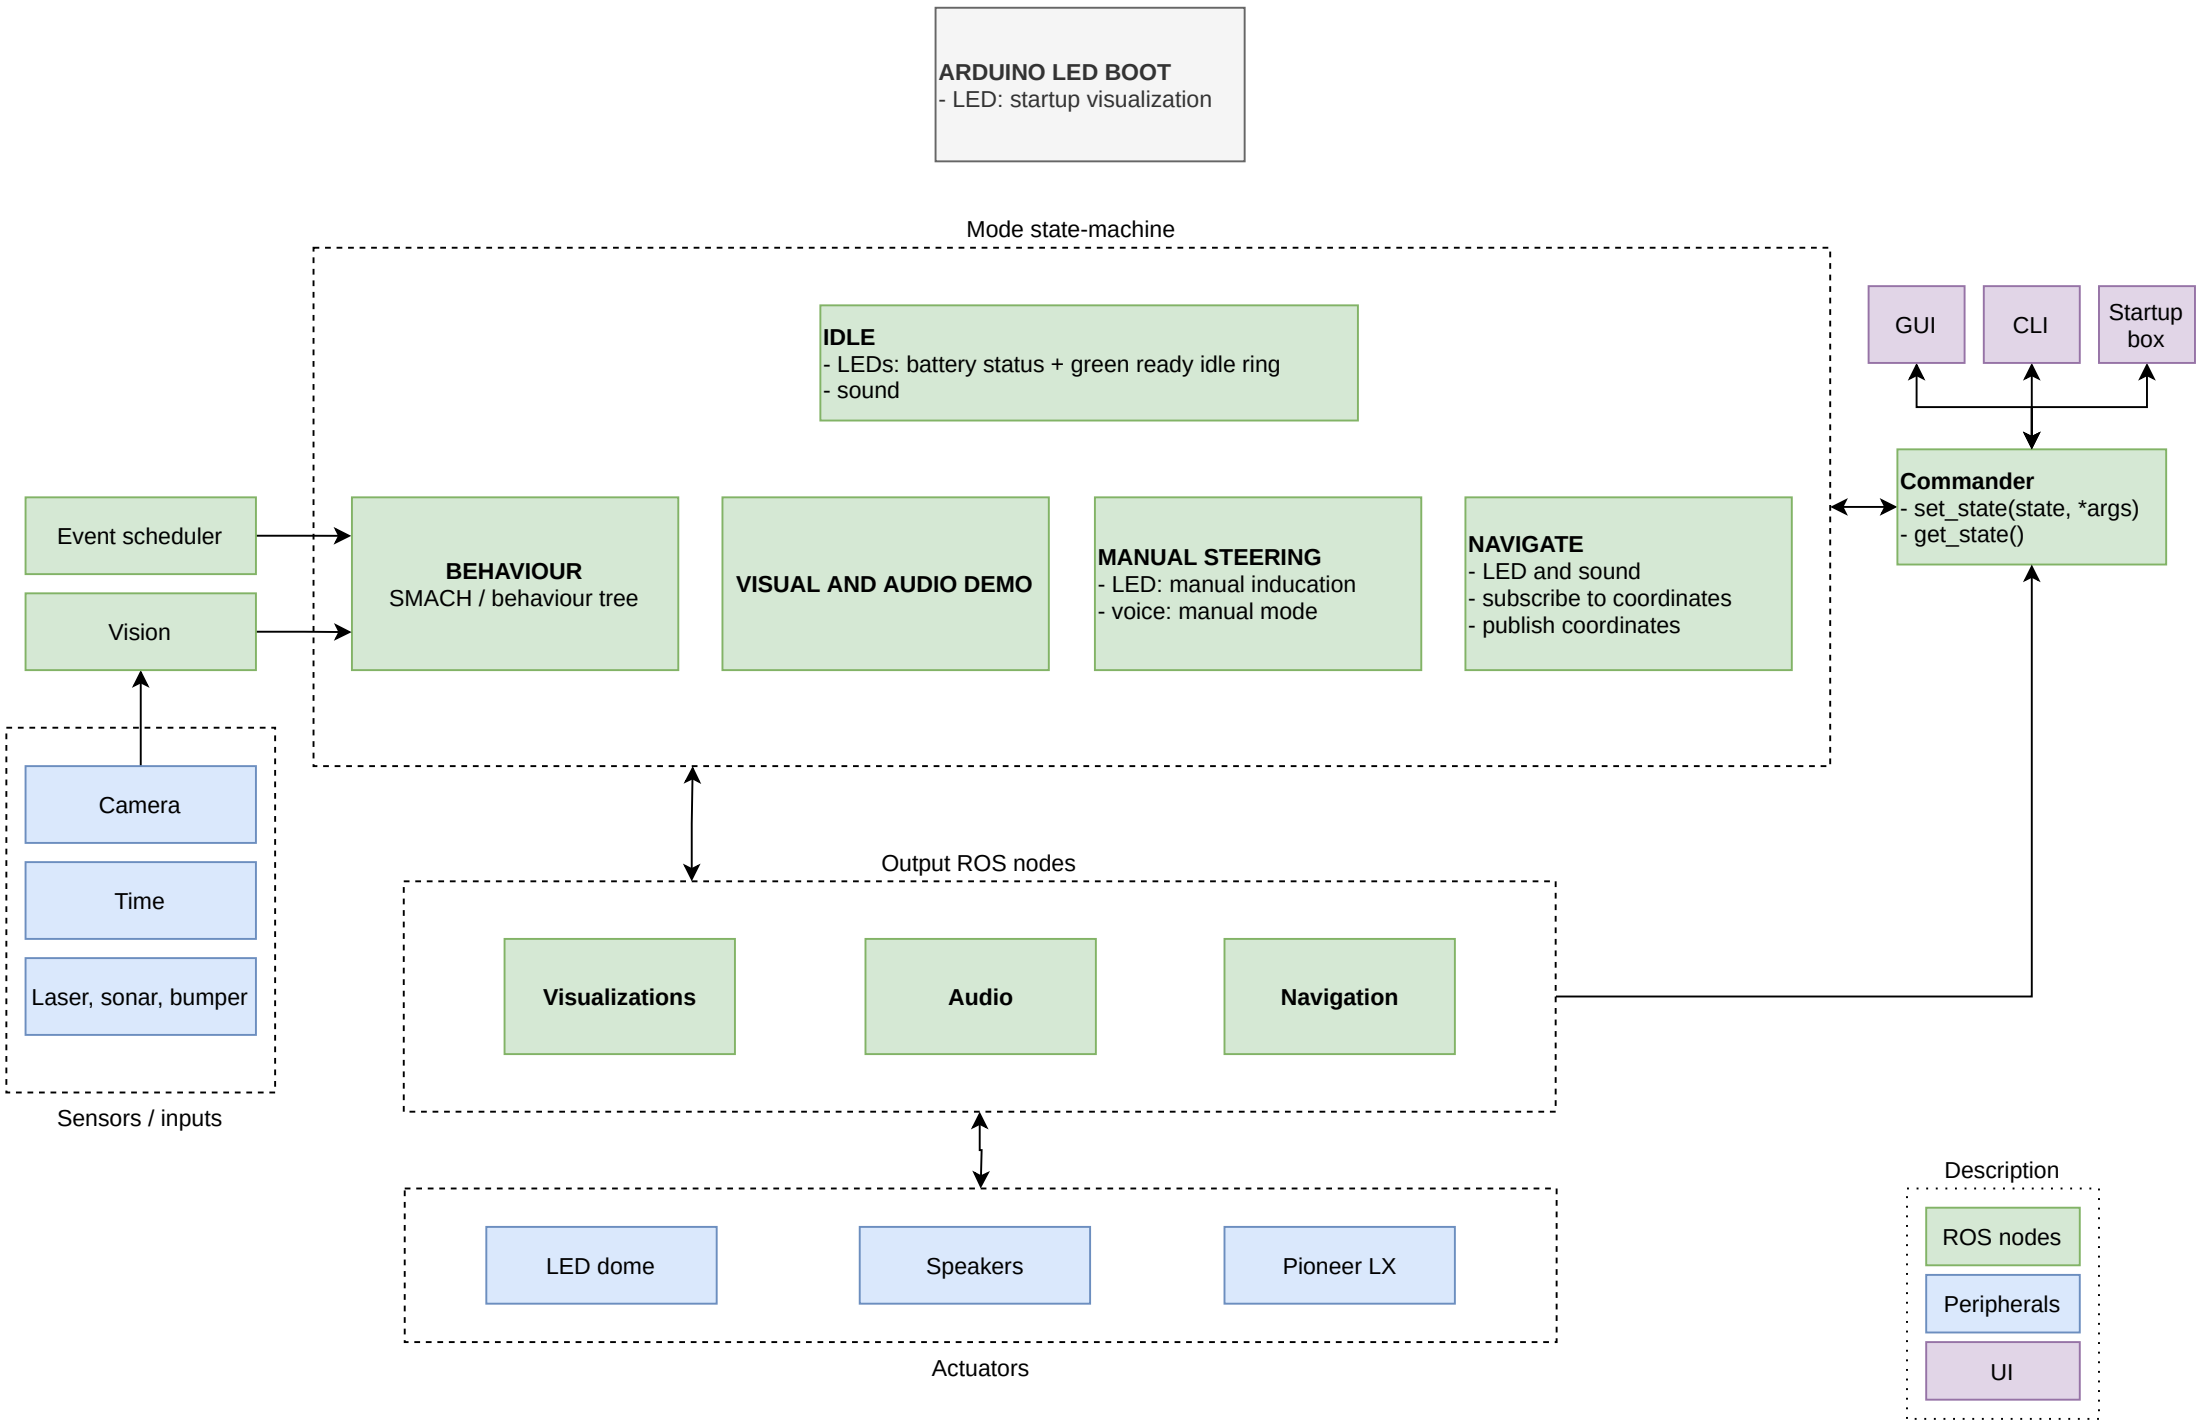 ARDUINO LED BOOT
- LED: startup visualization
Mode state-machine
IDLE
- LEDs: battery status + green ready idle ring
- sound
GUI
CLI
Startup
box
Commander
- set_state(state, *args)
- get_state()
Event scheduler
Vision
BEHAVIOUR
SMACH / behaviour tree
VISUAL AND AUDIO DEMO
MANUAL STEERING
- LED: manual inducation
- voice: manual mode
NAVIGATE
- LED and sound
- subscribe to coordinates
- publish coordinates
Camera
Time
Laser, sonar, bumper
Sensors / inputs
Output ROS nodes
Visualizations
Audio
Navigation
LED dome
Speakers
Pioneer LX
Actuators
Description
ROS nodes
Peripherals
UI